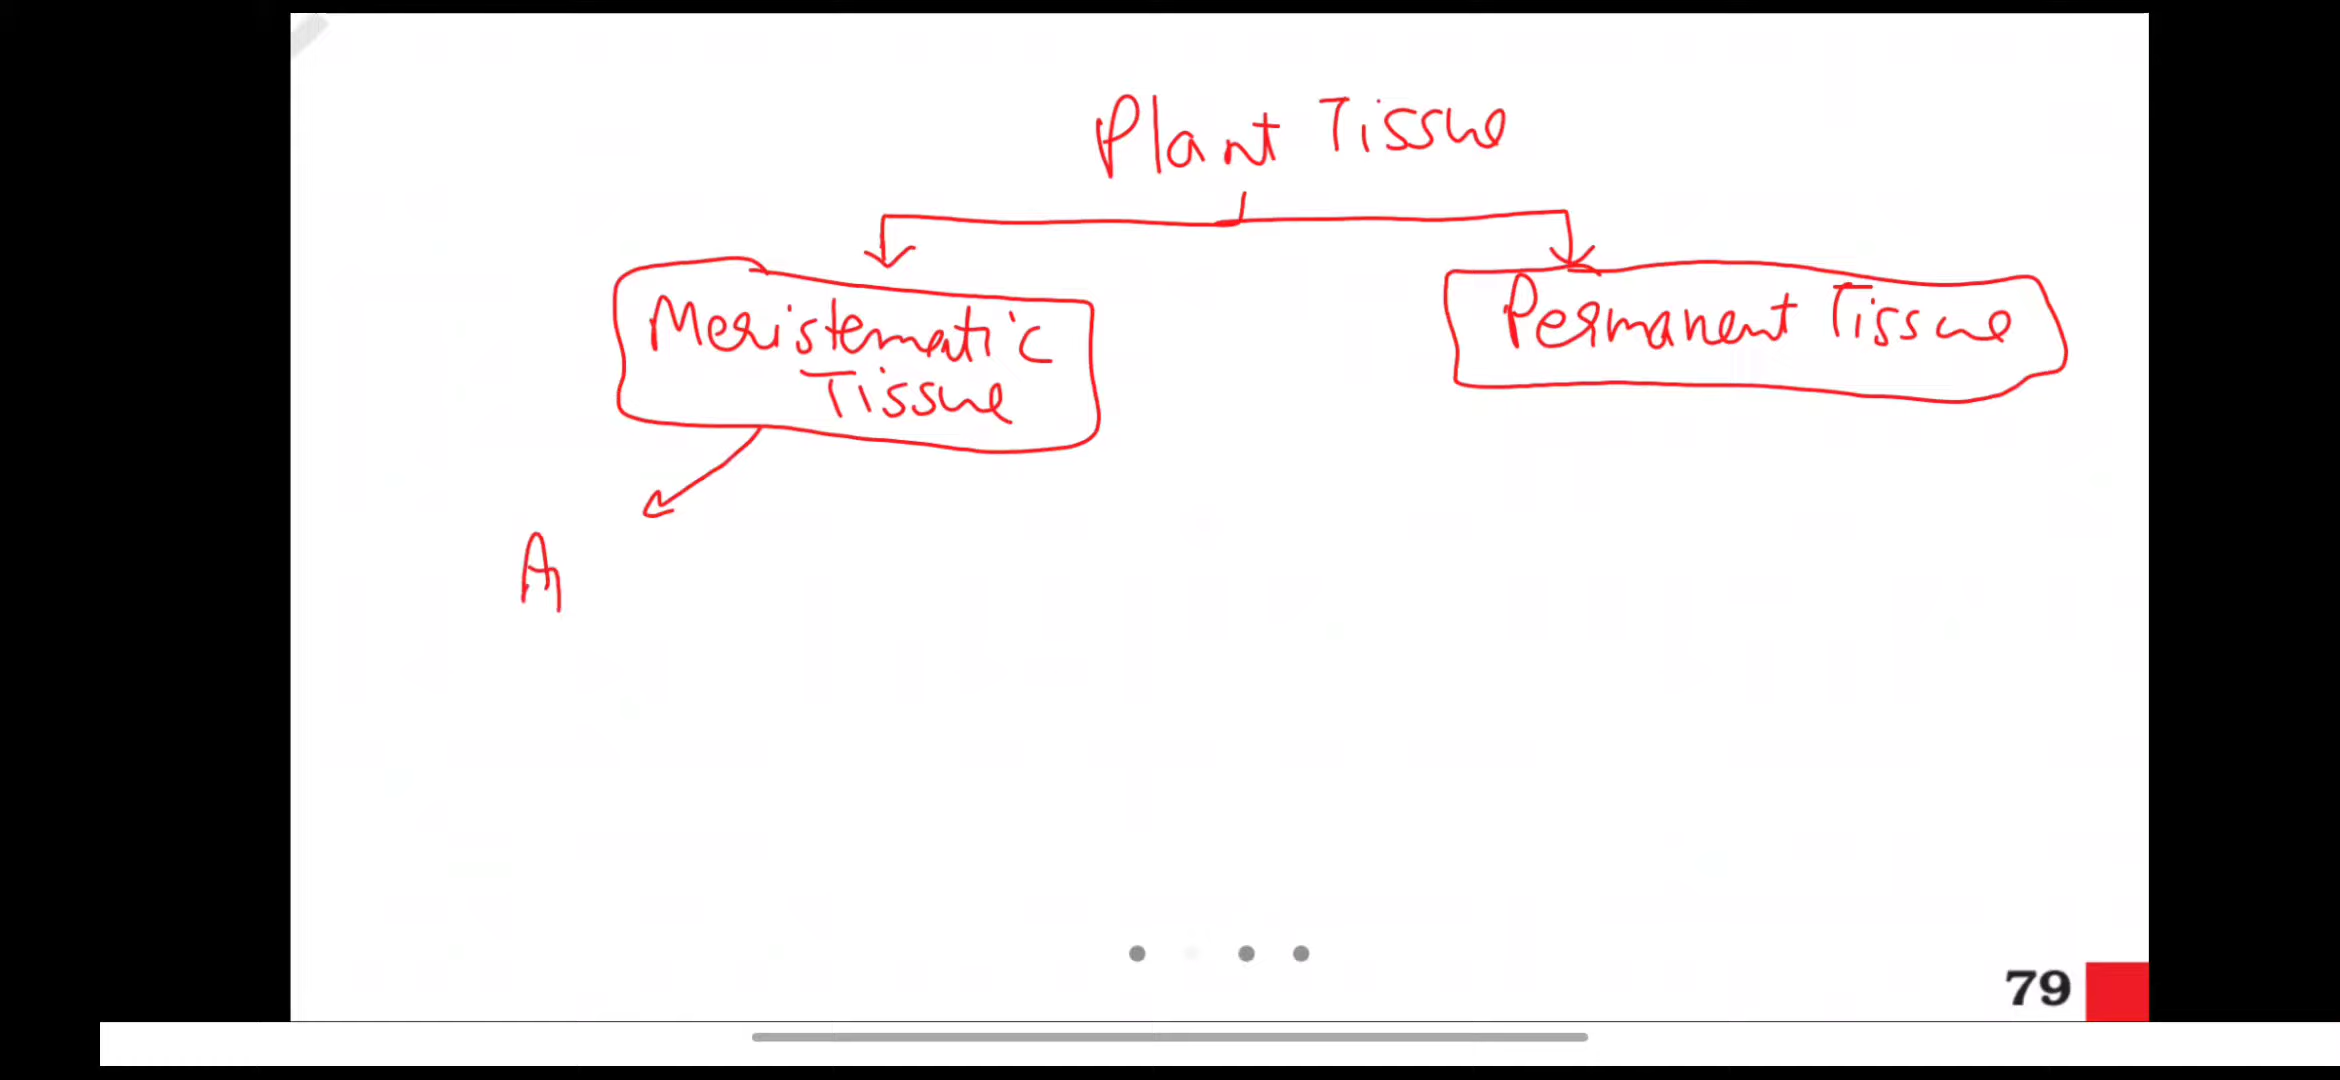 Plant Tissue
Meristematic
Tissue
Permanent Tissue
A
79